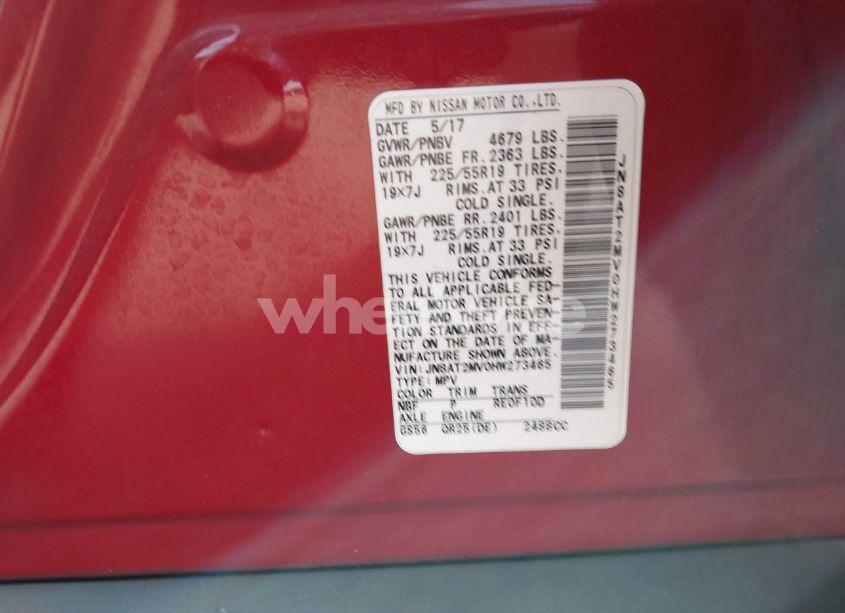 MFD BY NISSAN MOTOR CO.,LTD.
DATE 5/17
GVWR/PNBV 4679 LBS.
GAWR/PNBE FR.2363 LBS.
WITH 225/55R19 TIRES.
19×7J RIMS.AT 33 PSI
COLD SINGLE.
GAWR/PNBE RR.2401 LBS.
WITH 225/55R19 TIRES.
19×7J RIMS.AT 33 PSI
COLD SINGLE.
THIS VEHICLE CONFORMS
TO ALL APPLICABLE FED-
ERAL MOTOR VEHICLE SA-
FETY AND THEFT PREVEN-
TION STANDARDS IN EFF-
ECT ON THE DATE OF MA-
NUFACTURE SHOWN ABOVE.
VIN:JN8AT2MV0HW273465
TYPE:MPV
COLOR TRIM TRANS
NBF P RE0F10D
AXLE ENGINE
GS58 QR25(DE) 2488CC
JN8AT2MV0HW273465